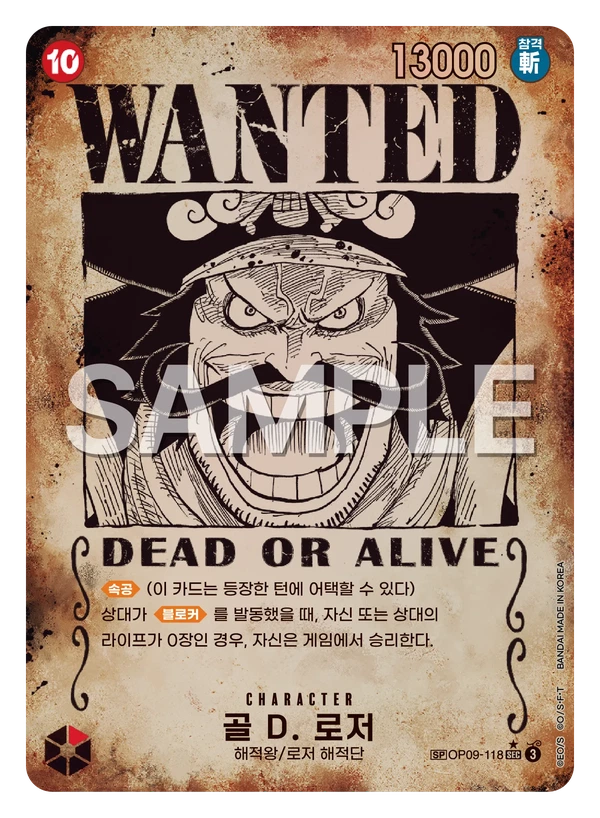 10
13000
참격
斬
WANTED
SAMPLE
DEAD OR ALIVE
속공 (이 카드는 등장한 턴에 어택할 수 있다)
상대가 블로커 를 발동했을 때, 자신 또는 상대의
라이프가 0장인 경우, 자신은 게임에서 승리한다.
CHARACTER
골 D. 로저
해적왕/로저 해적단
SP OP09-118 SEC 3
©EO/S ©O/S·F·T BANDAI MADE IN KOREA